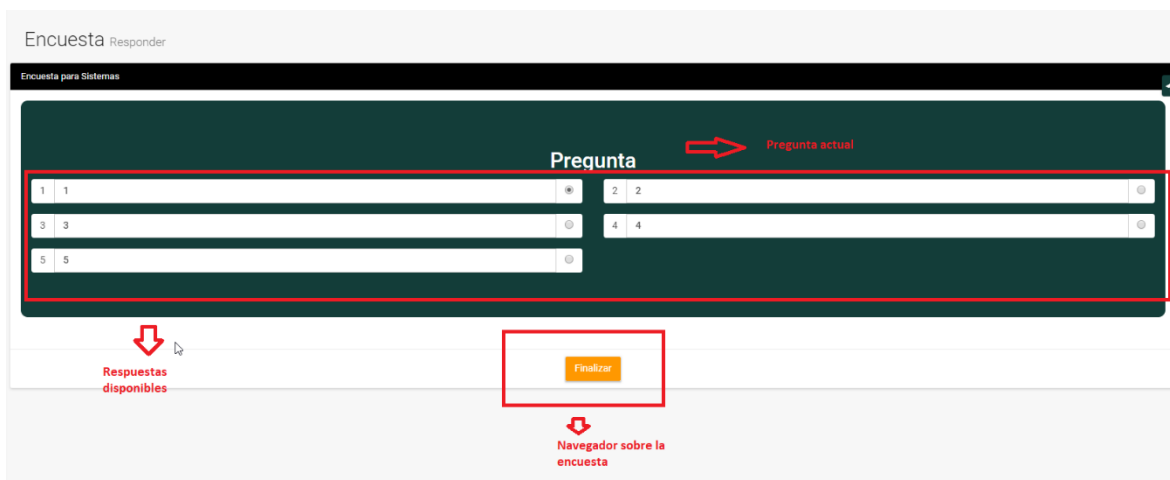 Encuesta Responder
Encuesta para Sistemas
Pregunta actual
Pregunta
1 1
2 2
3 3
4 4
5 5
Respuestas
disponibles
Finalizar
Navegador sobre la
encuesta